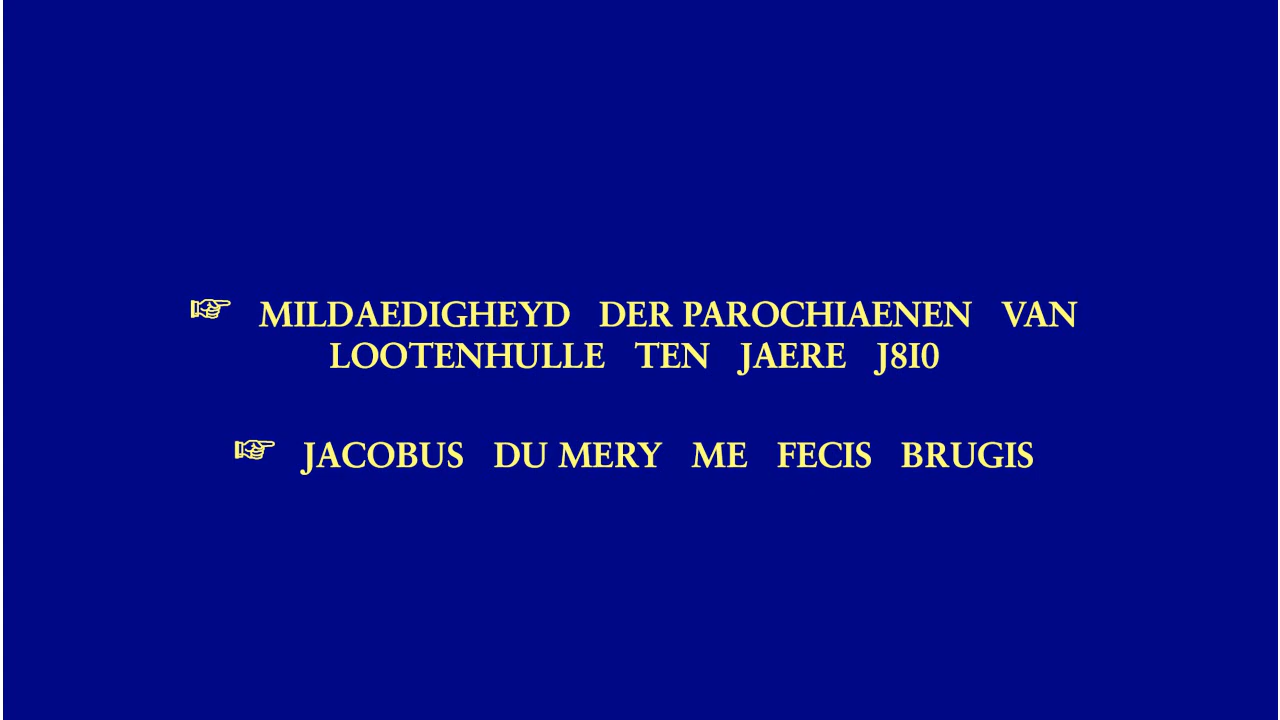 ☞ MILDAEDIGHEYD DER PAROCHIAENEN VAN
LOOTENHULLE TEN JAERE J8I0
☞ JACOBUS DU MERY ME FECIS BRUGIS